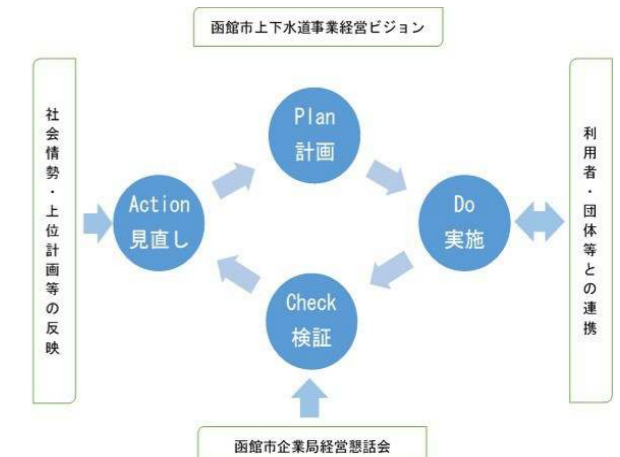 函館市上下水道事業経営ビジョン
社会情勢・上位計画等の反映
Plan
計画
Action
見直し
Do
実施
Check
検証
利用者・団体等との連携
函館市企業局経営懇話会